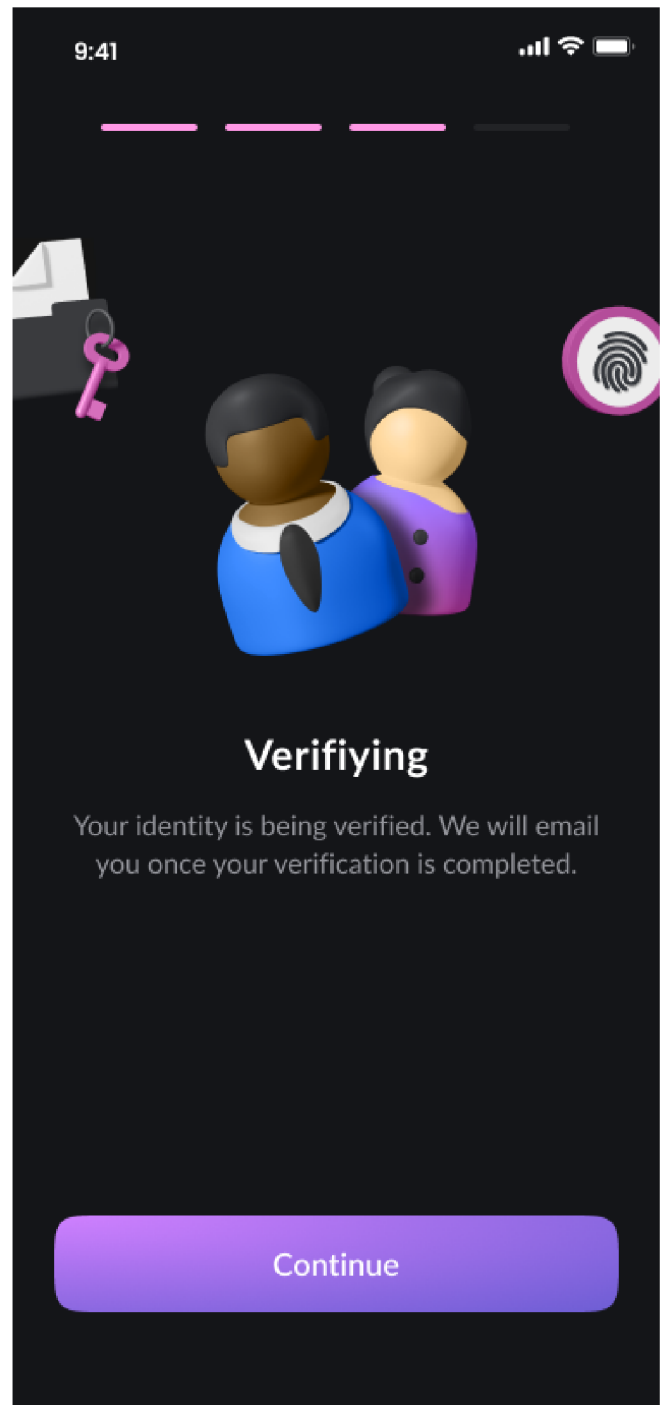 9:41
Verifiying
Your identity is being verified. We will email
you once your verification is completed.
Continue